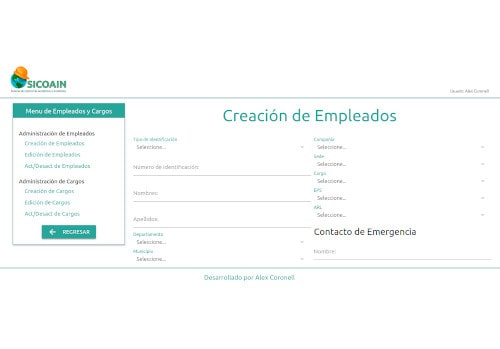 SICOAIN
Usuario: Alex Coronell
Menu de Empleados y Cargos
Administración de Empleados
Creación de Empleados
Edición de Empleados
Act/Desact de Empleados
Administración de Cargos
Creación de Cargos
Edición de Cargos
Act/Desact de Cargos
REGRESAR
Creación de Empleados
Tipo de Identificación
Seleccione...
Número de identificación:
Nombres:
Apellidos:
Departamento
Seleccione...
Municipio
Seleccione...
Compañía
Seleccione...
Sede
Seleccione...
Cargo
Seleccione...
EPS
Seleccione...
ARL
Seleccione...
Contacto de Emergencia
Nombre:
Desarrollado por Alex Coronell.